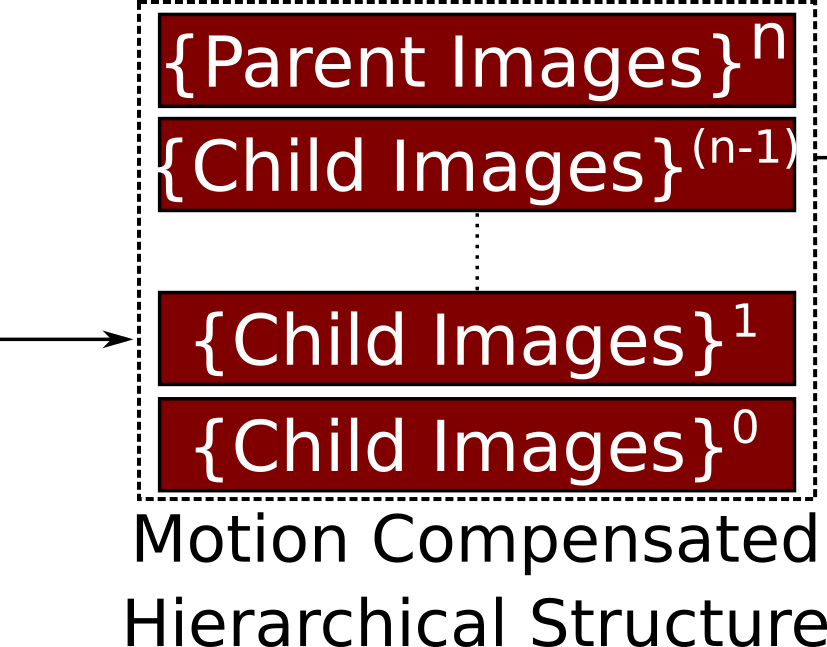 {Parent Images}ⁿ
{Child Images}⁽ⁿ⁻¹⁾
{Child Images}¹
{Child Images}⁰
Motion Compensated
Hierarchical Structure